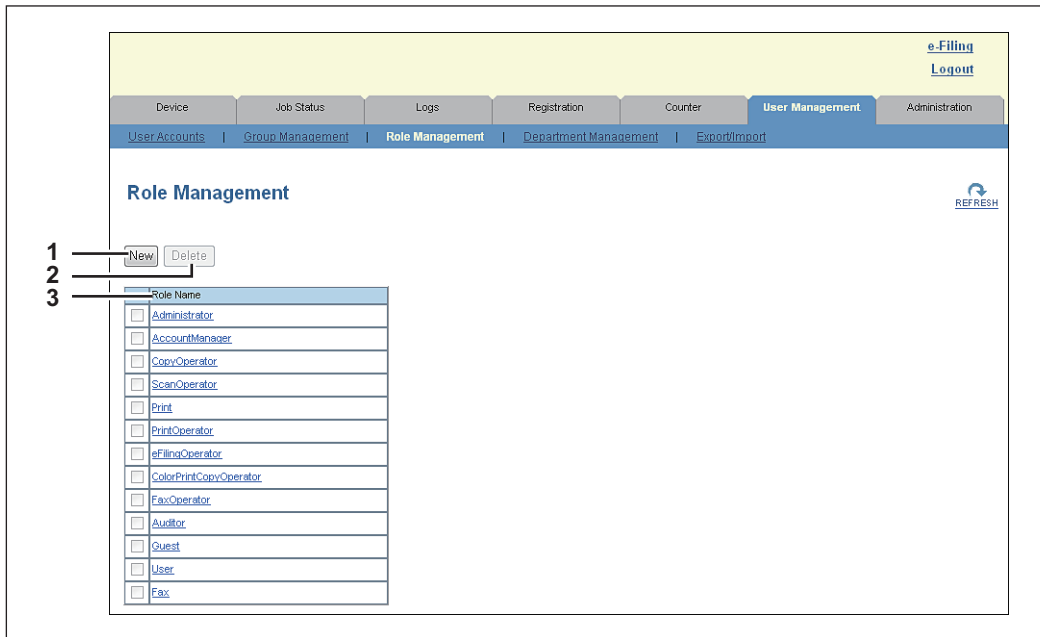 e-Filing
Logout
Device Job Status Logs Registration Counter User Management Administration
User Accounts | Group Management | Role Management | Department Management | Export/Import
Role Management
REFRESH
1 New Delete
2
3 Role Name
Administrator
AccountManager
CopyOperator
ScanOperator
Print
PrintOperator
eFilingOperator
ColorPrintCopyOperator
FaxOperator
Auditor
Guest
User
Fax